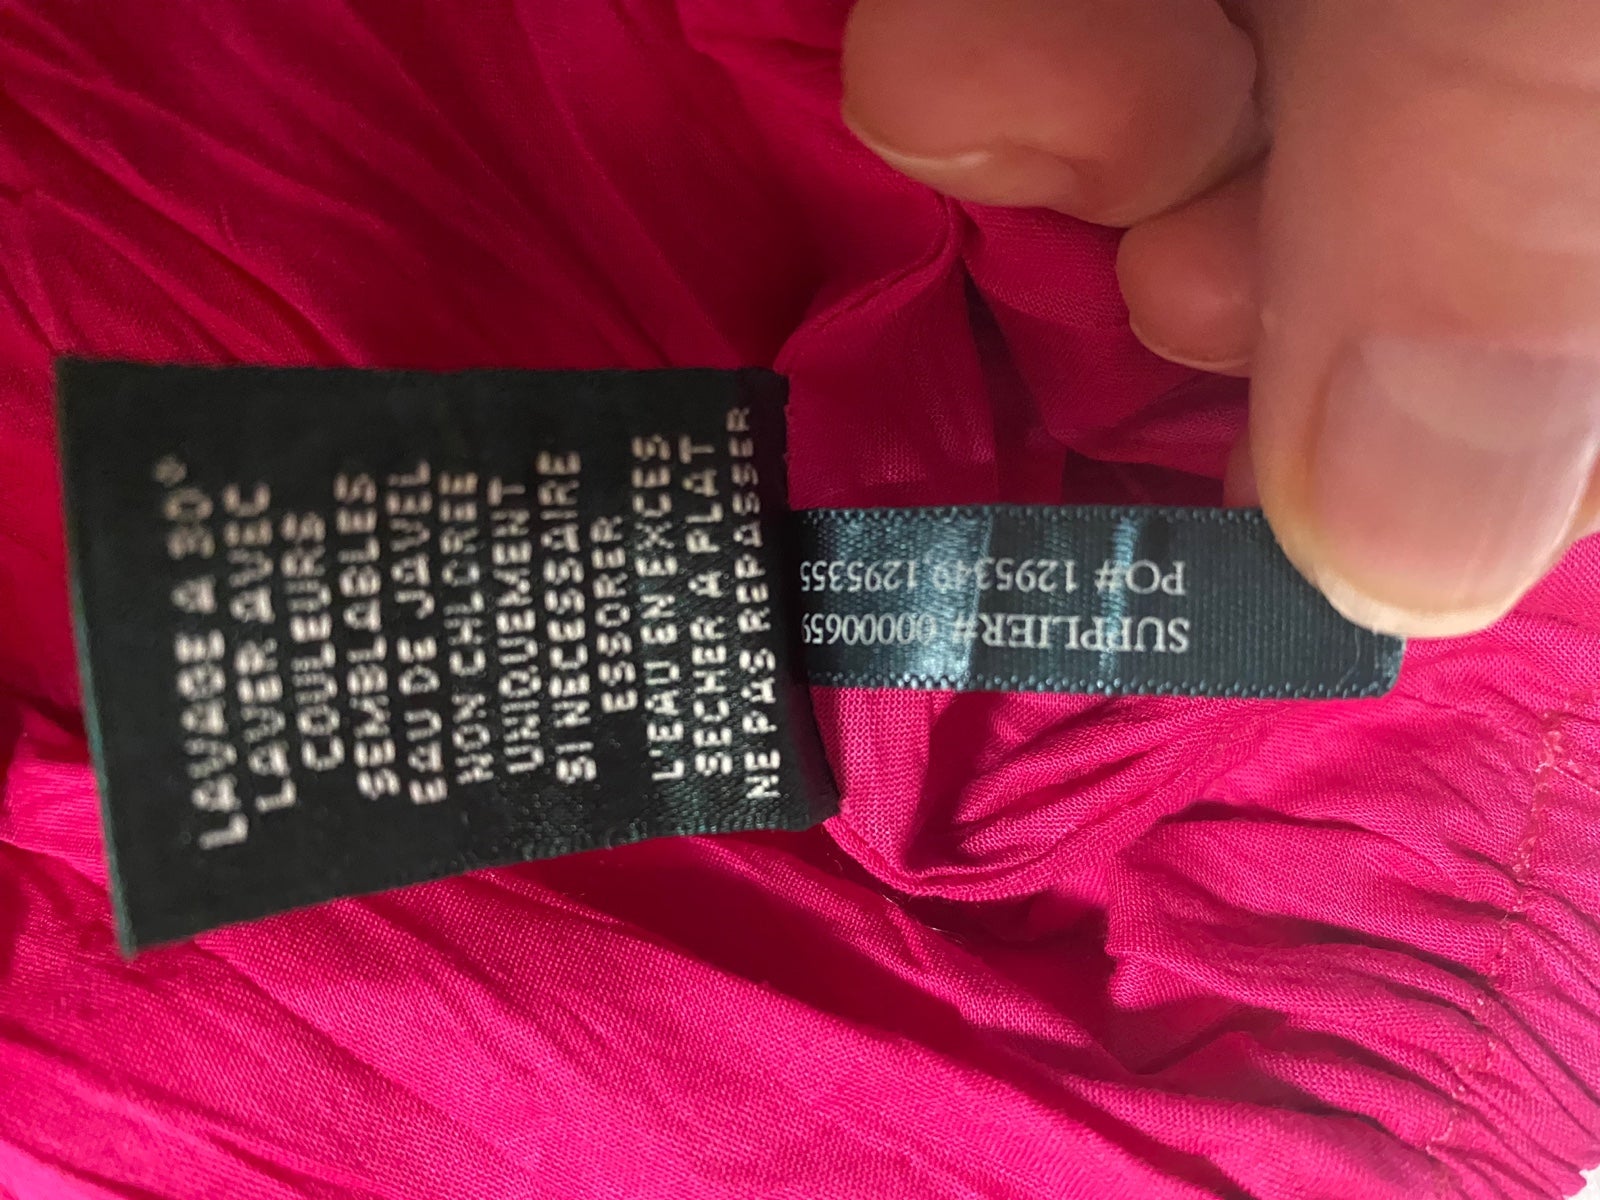 LAVAGE A 30°
LAVER AVEC
COULEURS
SEMBLABLES
EAU DE JAVEL
NON CHLOREE
UNIQUEMENT
SI NECESSAIRE
ESSORER
L'EAU EN EXCES
SECHER A PLAT
NE PAS REPASSER
SUPPLIER# 00000659
PO# 1295349 1295355